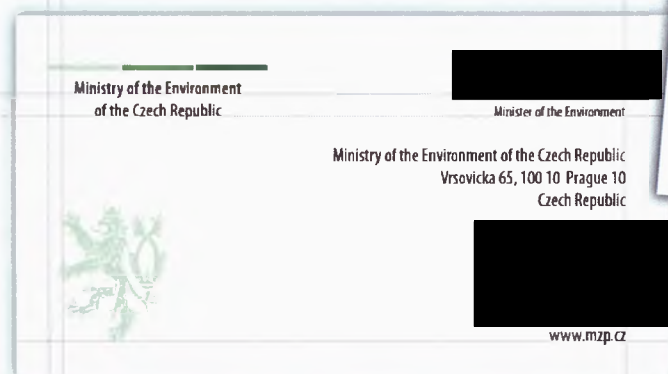 Ministry of the Environment
of the Czech Republic
Minister of the Environment
Ministry of the Environment of the Czech Republic
Vrsovicka 65, 100 10 Prague 10
Czech Republic
www.mzp.cz